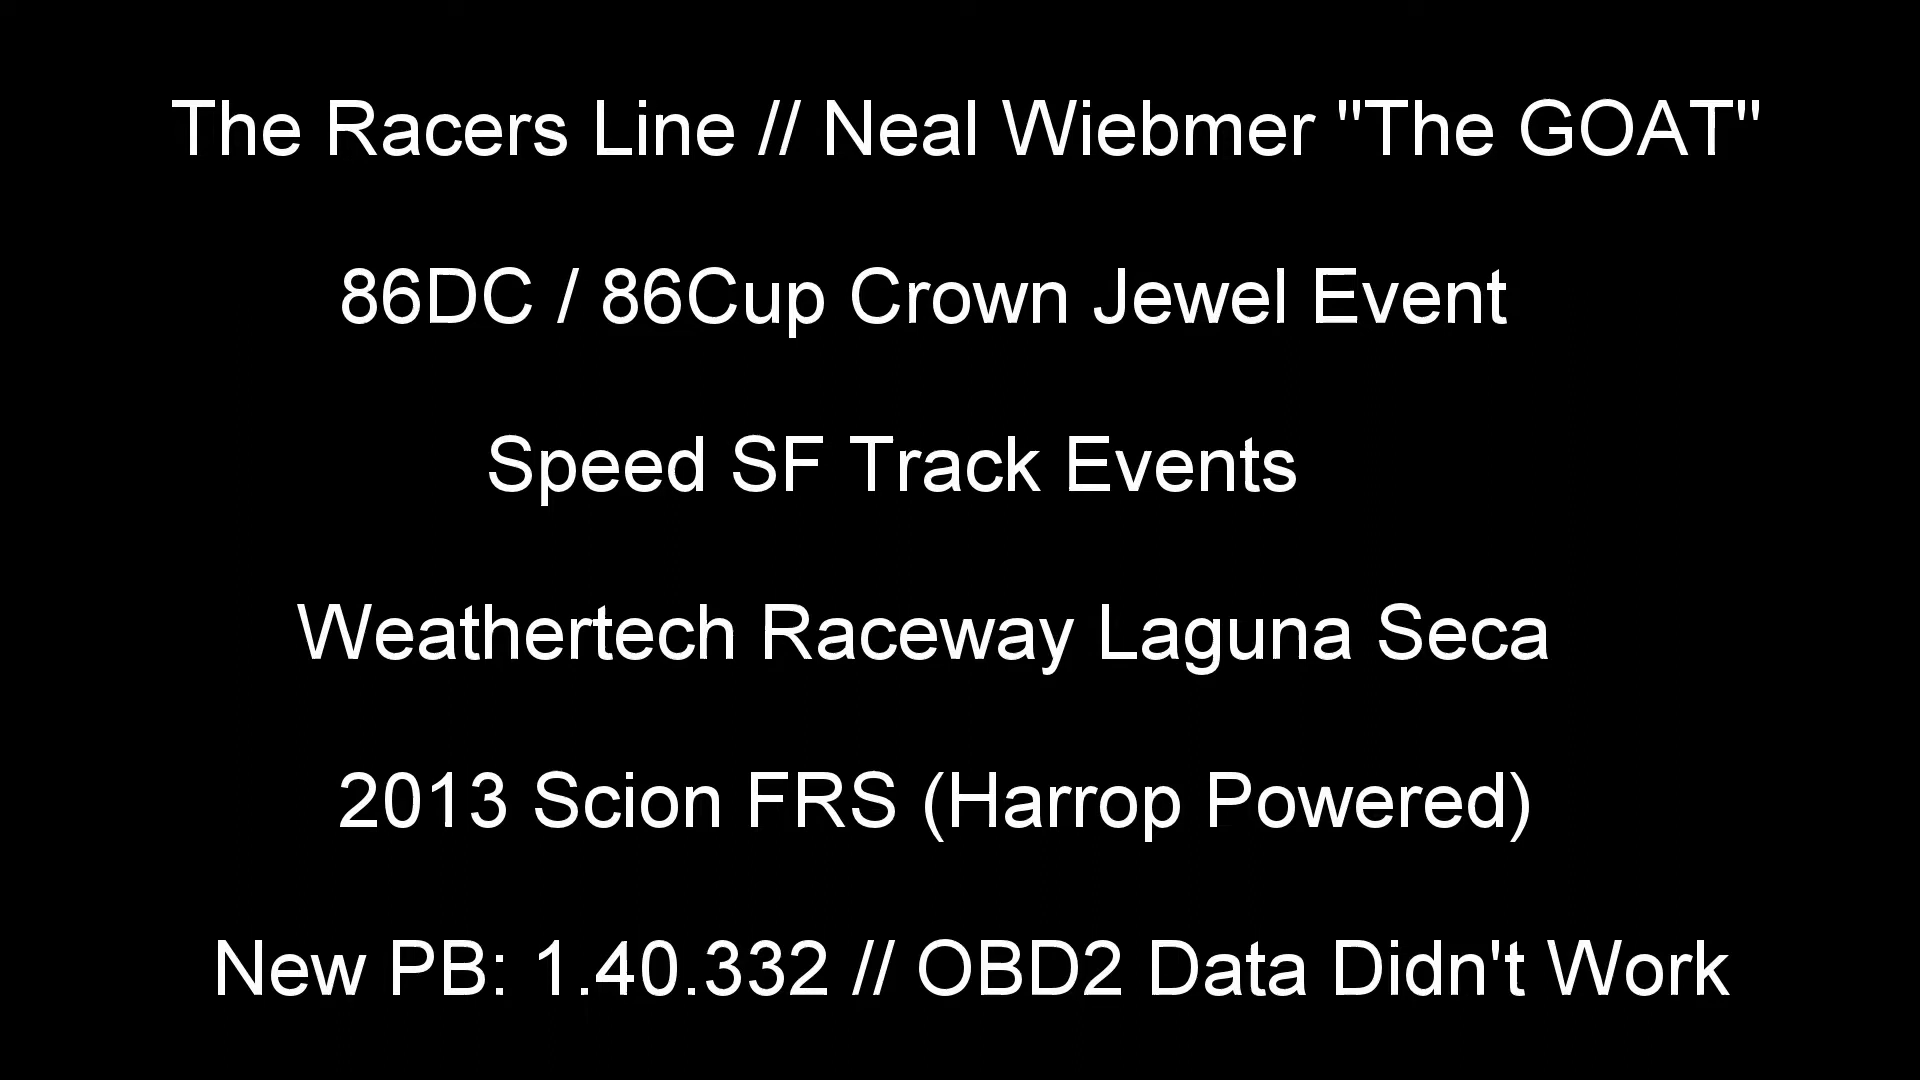 The Racers Line // Neal Wiebmer "The GOAT"
86DC / 86Cup Crown Jewel Event
Speed SF Track Events
Weathertech Raceway Laguna Seca
2013 Scion FRS (Harrop Powered)
New PB: 1.40.332 // OBD2 Data Didn't Work